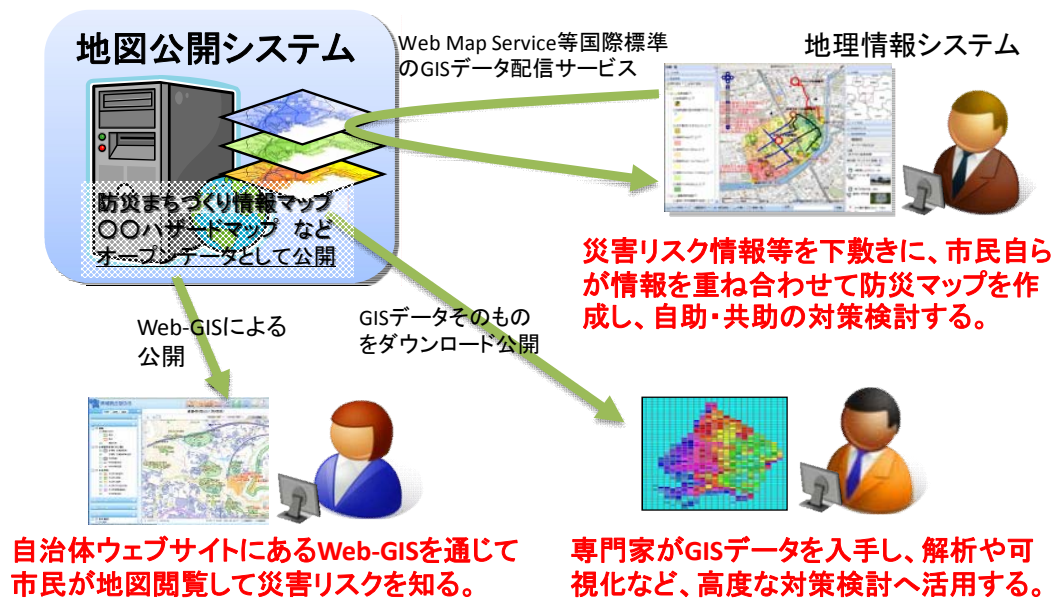 地図公開システム
Web Map Service等国際標準
のGISデータ配信サービス
地理情報システム
防災まちづくり情報マップ
〇〇ハザードマップ など
オープンデータとして公開
災害リスク情報等を下敷きに、市民自ら
が情報を重ね合わせて防災マップを作
成し、自助・共助の対策検討する。
Web-GISによる
公開
GISデータそのもの
をダウンロード公開
自治体ウェブサイトにあるWeb-GISを通じて
市民が地図閲覧して災害リスクを知る。
専門家がGISデータを入手し、解析や可
視化など、高度な対策検討へ活用する。